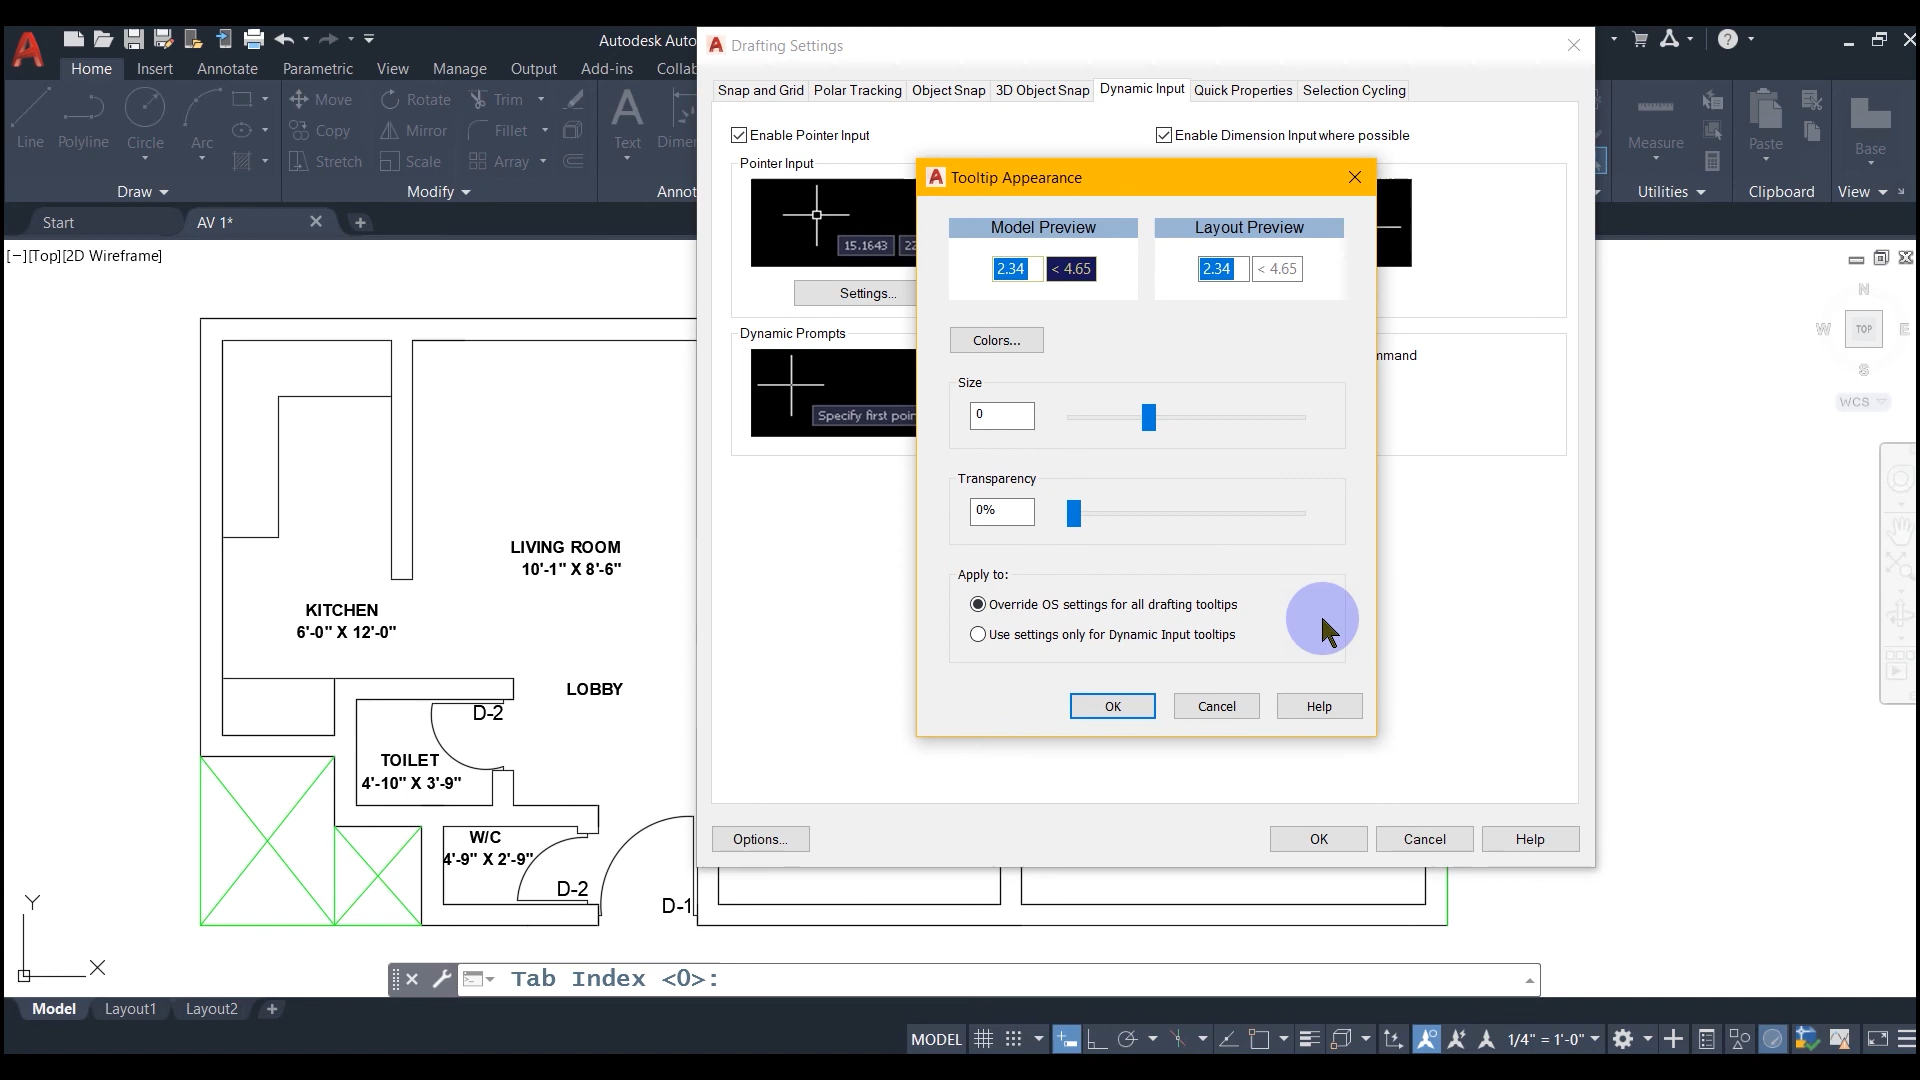 Autodesk Auto
Home Insert Annotate Parametric View Manage Output Add-ins Collab
Line Polyline Circle Arc
Move Rotate Trim
Copy Mirror Fillet
Stretch Scale Array
Text Dimen
Measure Paste Base
Draw Modify Annot Utilities Clipboard View
Start AV 1*
[−][Top][2D Wireframe]
Drafting Settings
Snap and Grid Polar Tracking Object Snap 3D Object Snap Dynamic Input Quick Properties Selection Cycling
Enable Pointer Input
Enable Dimension Input where possible
Pointer Input
15.1643 22
Settings...
Dynamic Prompts
Specify first poin
mmand
Options...
OK Cancel Help
Tooltip Appearance
Model Preview Layout Preview
2.34 < 4.65 2.34 < 4.65
Colors...
Size
0
Transparency
0%
Apply to:
Override OS settings for all drafting tooltips
Use settings only for Dynamic Input tooltips
OK Cancel Help
N
W TOP E
S
WCS
LIVING ROOM
10'-1" X 8'-6"
KITCHEN
6'-0" X 12'-0"
LOBBY
D-2
TOILET
4'-10" X 3'-9"
W/C
4'-9" X 2'-9"
D-2
D-1
Y
X
Tab Index <0>:
Model Layout1 Layout2
MODEL 1/4" = 1'-0"